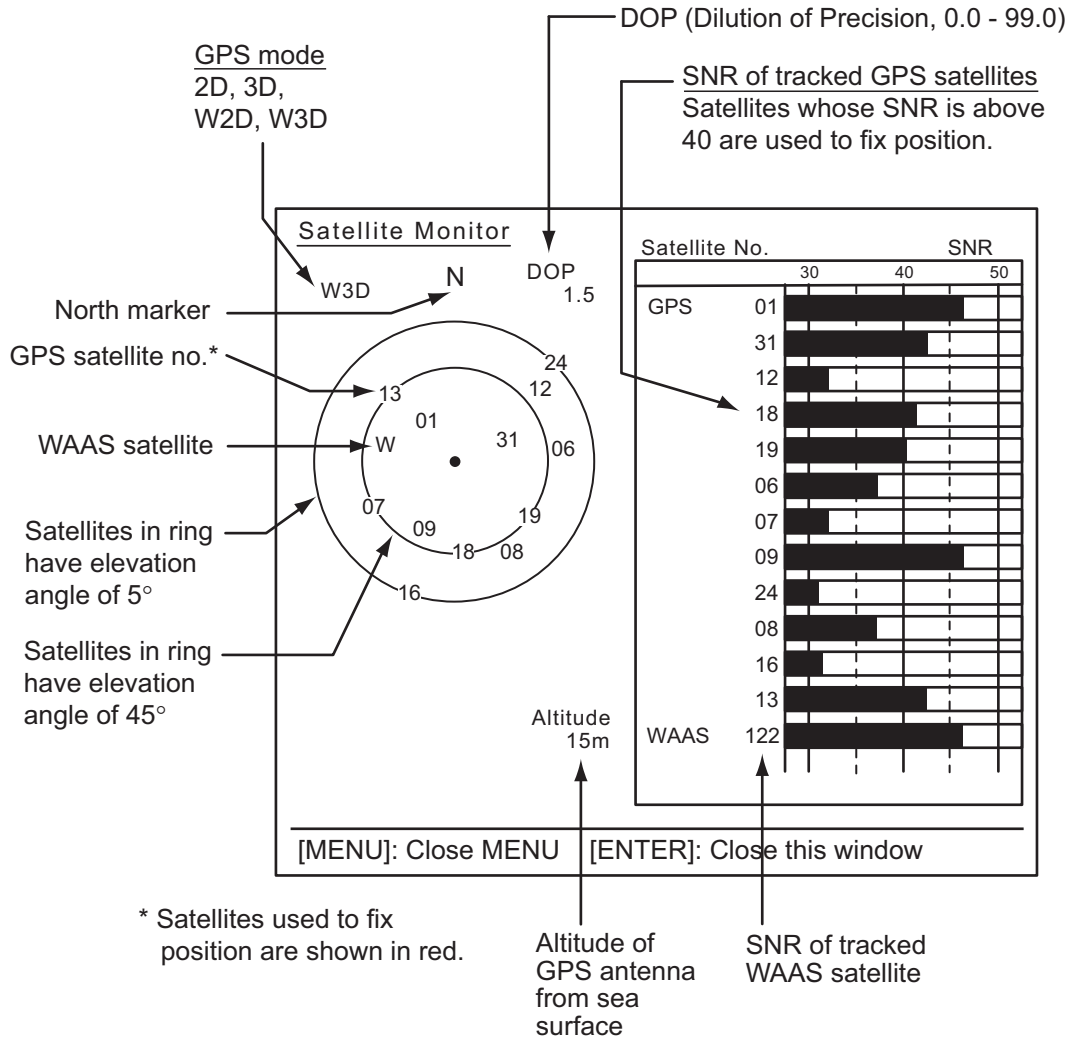 DOP (Dilution of Precision, 0.0 - 99.0)
GPS mode
2D, 3D,
W2D, W3D
SNR of tracked GPS satellites
Satellites whose SNR is above
40 are used to fix position.
Satellite Monitor
W3D
N
DOP
1.5
North marker
GPS satellite no.*
WAAS satellite
Satellites in ring
have elevation
angle of 5°
Satellites in ring
have elevation
angle of 45°
24
13
12
01
W
31
06
07
09
19
18
08
16
Altitude
15m
Satellite No. SNR
30 40 50
GPS 01
31
12
18
19
06
07
09
24
08
16
13
WAAS 122
[MENU]: Close MENU [ENTER]: Close this window
* Satellites used to fix
position are shown in red.
Altitude of
GPS antenna
from sea
surface
SNR of tracked
WAAS satellite